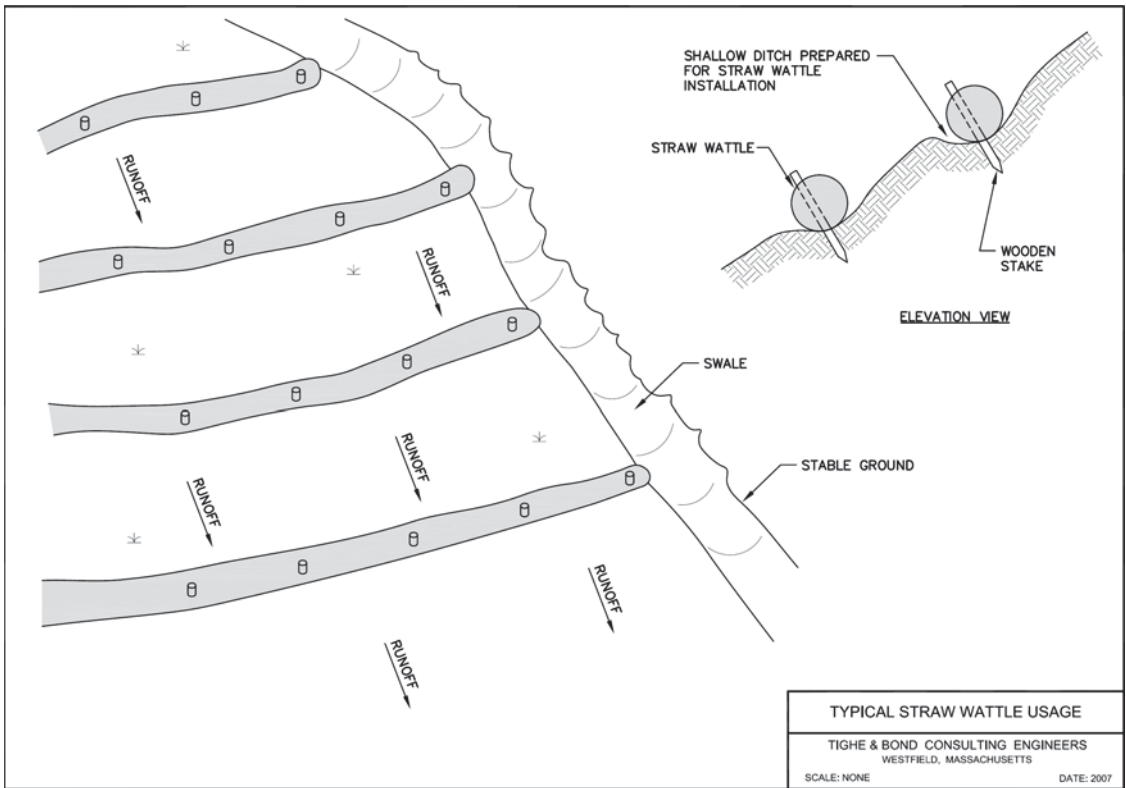 RUNOFF
RUNOFF
RUNOFF
RUNOFF
RUNOFF
RUNOFF
SWALE
STABLE GROUND
SHALLOW DITCH PREPARED
FOR STRAW WATTLE
INSTALLATION
STRAW WATTLE
WOODEN
STAKE
ELEVATION VIEW
TYPICAL STRAW WATTLE USAGE
TIGHE & BOND CONSULTING ENGINEERS
WESTFIELD, MASSACHUSETTS
SCALE: NONE DATE: 2007